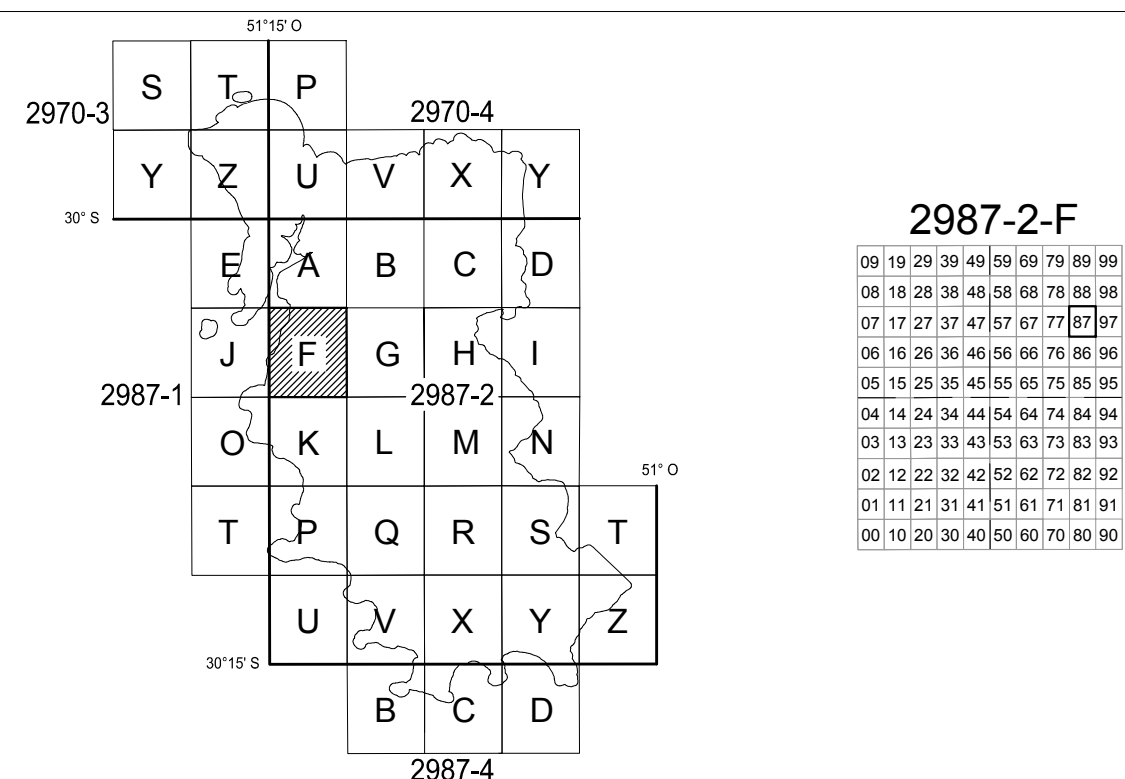 51°15' O
S T P
2970-3 2970-4
Y Z U V X Y
30° S
E A B C D
J F G H I
2987-1 2987-2
O K L M N
51° O
T P Q R S T
U V X Y Z
30°15' S
B C D
2987-4
2987-2-F
09 19 29 39 49 59 69 79 89 99
08 18 28 38 48 58 68 78 88 98
07 17 27 37 47 57 67 77 87 97
06 16 26 36 46 56 66 76 86 96
05 15 25 35 45 55 65 75 85 95
04 14 24 34 44 54 64 74 84 94
03 13 23 33 43 53 63 73 83 93
02 12 22 32 42 52 62 72 82 92
01 11 21 31 41 51 61 71 81 91
00 10 20 30 40 50 60 70 80 90